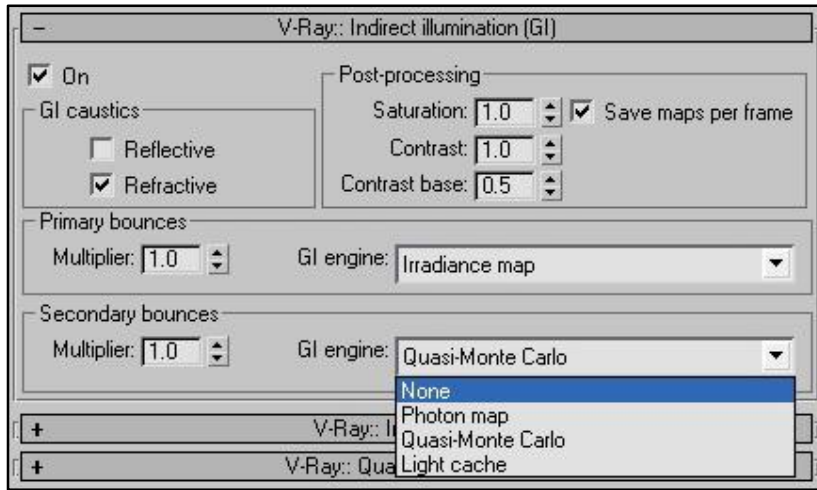 − V-Ray:: Indirect illumination (GI)
On
Post-processing
GI caustics
Saturation: 1.0 Save maps per frame
Reflective
Contrast: 1.0
Refractive
Contrast base: 0.5
Primary bounces
Multiplier: 1.0 GI engine: Irradiance map
Secondary bounces
Multiplier: 1.0 GI engine: Quasi-Monte Carlo
None
Photon map
+ V-Ray::
Quasi-Monte Carlo
Light cache
+ V-Ray::